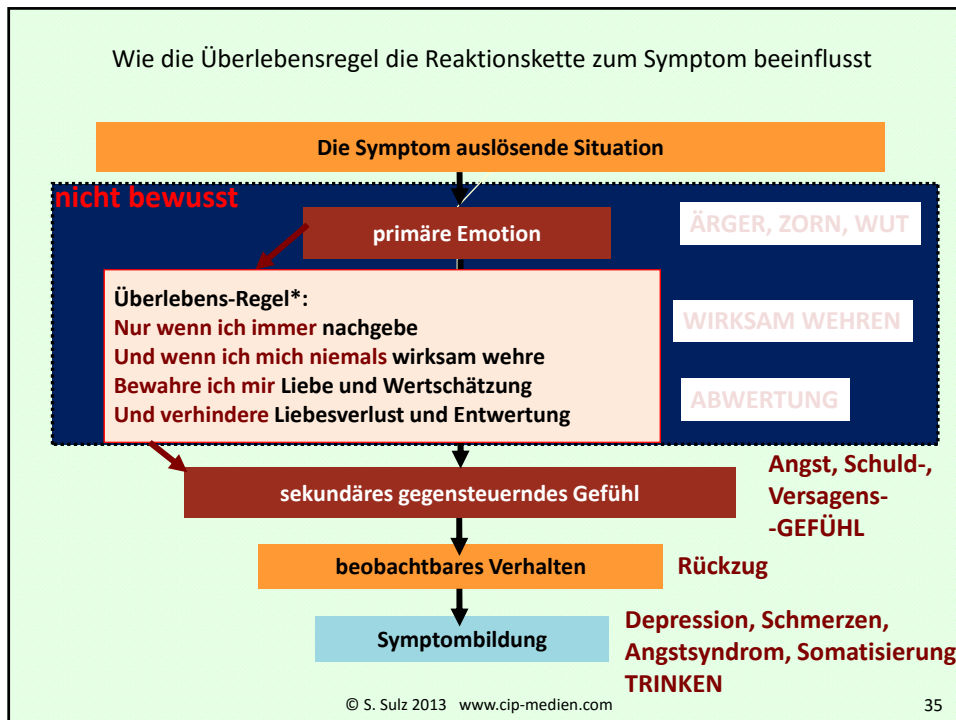 Wie die Überlebensregel die Reaktionskette zum Symptom beeinflusst
Die Symptom auslösende Situation
nicht bewusst
primäre Emotion
ÄRGER, ZORN, WUT
Überlebens-Regel*:
Nur wenn ich immer nachgebe
Und wenn ich mich niemals wirksam wehre
Bewahre ich mir Liebe und Wertschätzung
Und verhindere Liebesverlust und Entwertung
WIRKSAM WEHREN
ABWERTUNG
sekundäres gegensteuerndes Gefühl
Angst, Schuld-,
Versagens-
-GEFÜHL
beobachtbares Verhalten
Rückzug
Symptombildung
Depression, Schmerzen,
Angstsyndrom, Somatisierung
TRINKEN
© S. Sulz 2013 www.cip-medien.com
35